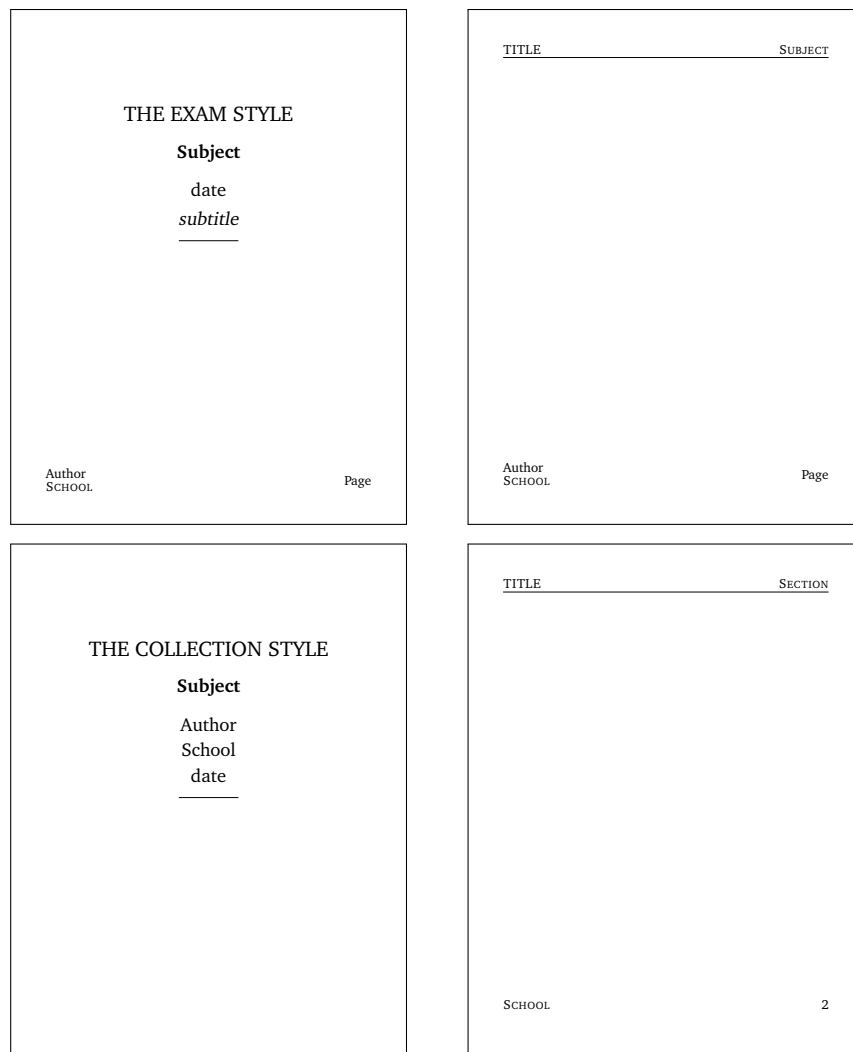 THE EXAM STYLE
Subject
date
subtitle
Author
SCHOOL
Page
TITLE SUBJECT
Author
SCHOOL
Page
THE COLLECTION STYLE
Subject
Author
School
date
TITLE SECTION
SCHOOL 2